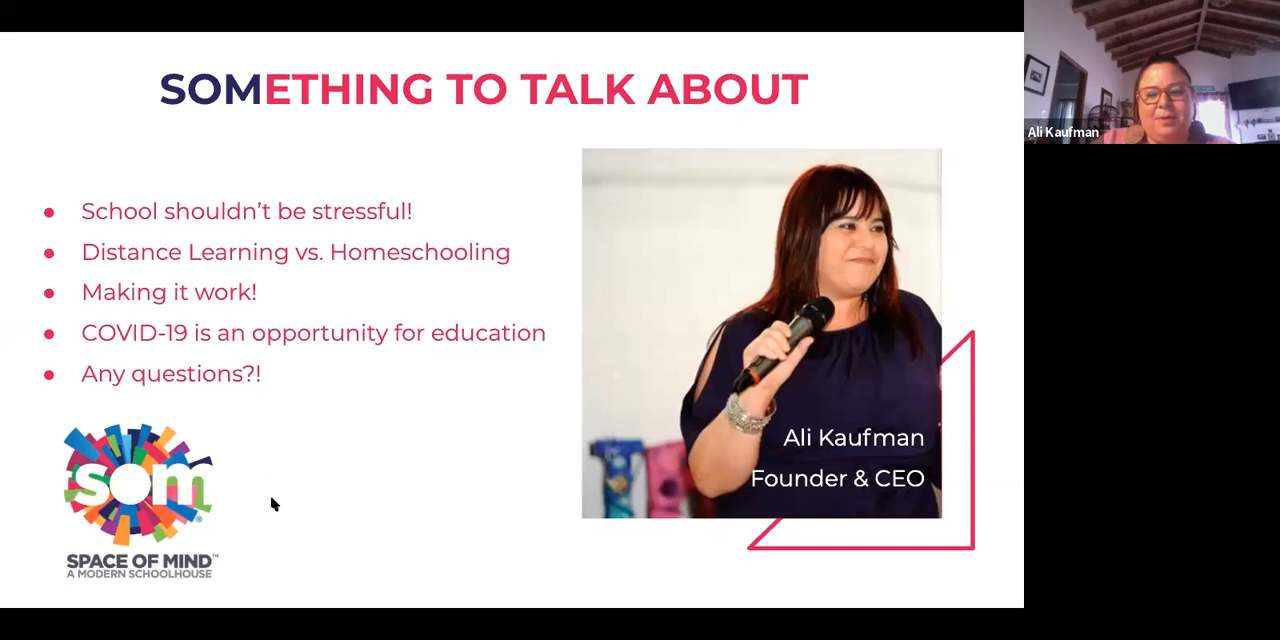 SOMETHING TO TALK ABOUT
Ali Kaufman
● School shouldn’t be stressful!
● Distance Learning vs. Homeschooling
● Making it work!
● COVID-19 is an opportunity for education
● Any questions?!
Ali Kaufman
Founder & CEO
som®
SPACE OF MIND™
A MODERN SCHOOLHOUSE